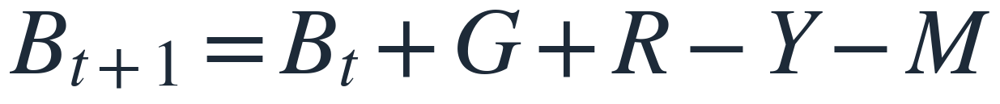 B_{t+1} = B_t + G + R − Y − M